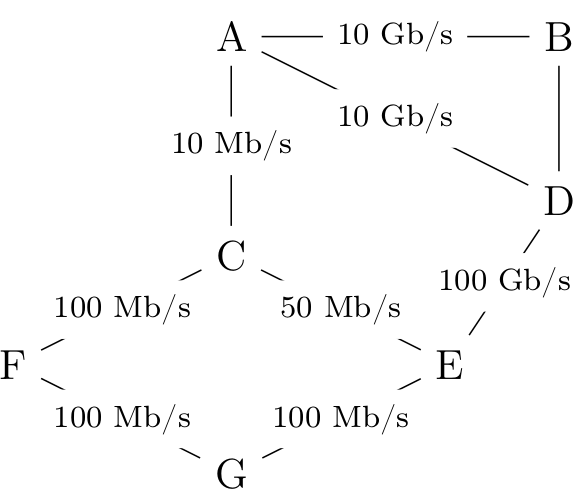 A 10 Gb/s B
10 Gb/s
10 Mb/s
D
C
100 Gb/s
100 Mb/s 50 Mb/s
F E
100 Mb/s 100 Mb/s
G